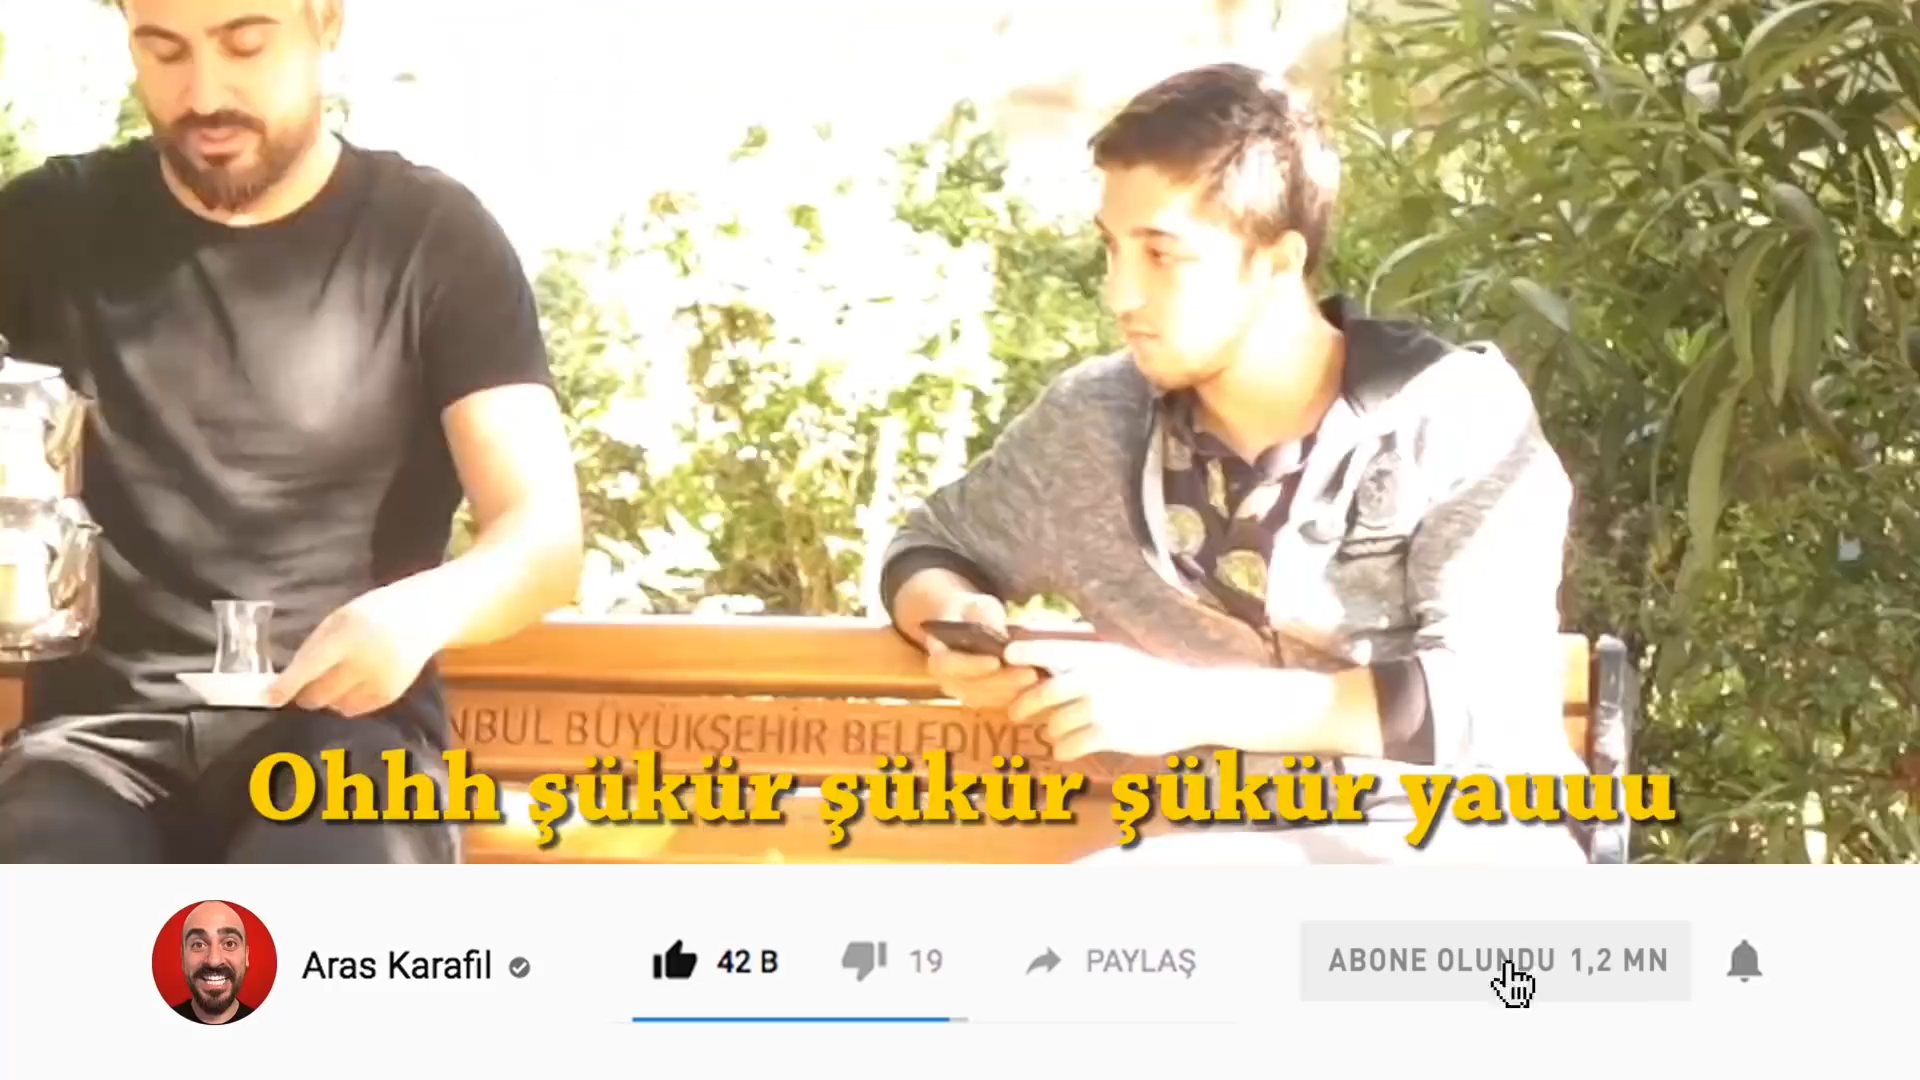 NBUL BÜYÜKŞEHİR BELEDİYES
Ohhh şükür şükür şükür yauuu
Aras Karafil
42 B
19
PAYLAŞ
ABONE OLUNDU 1,2 MN